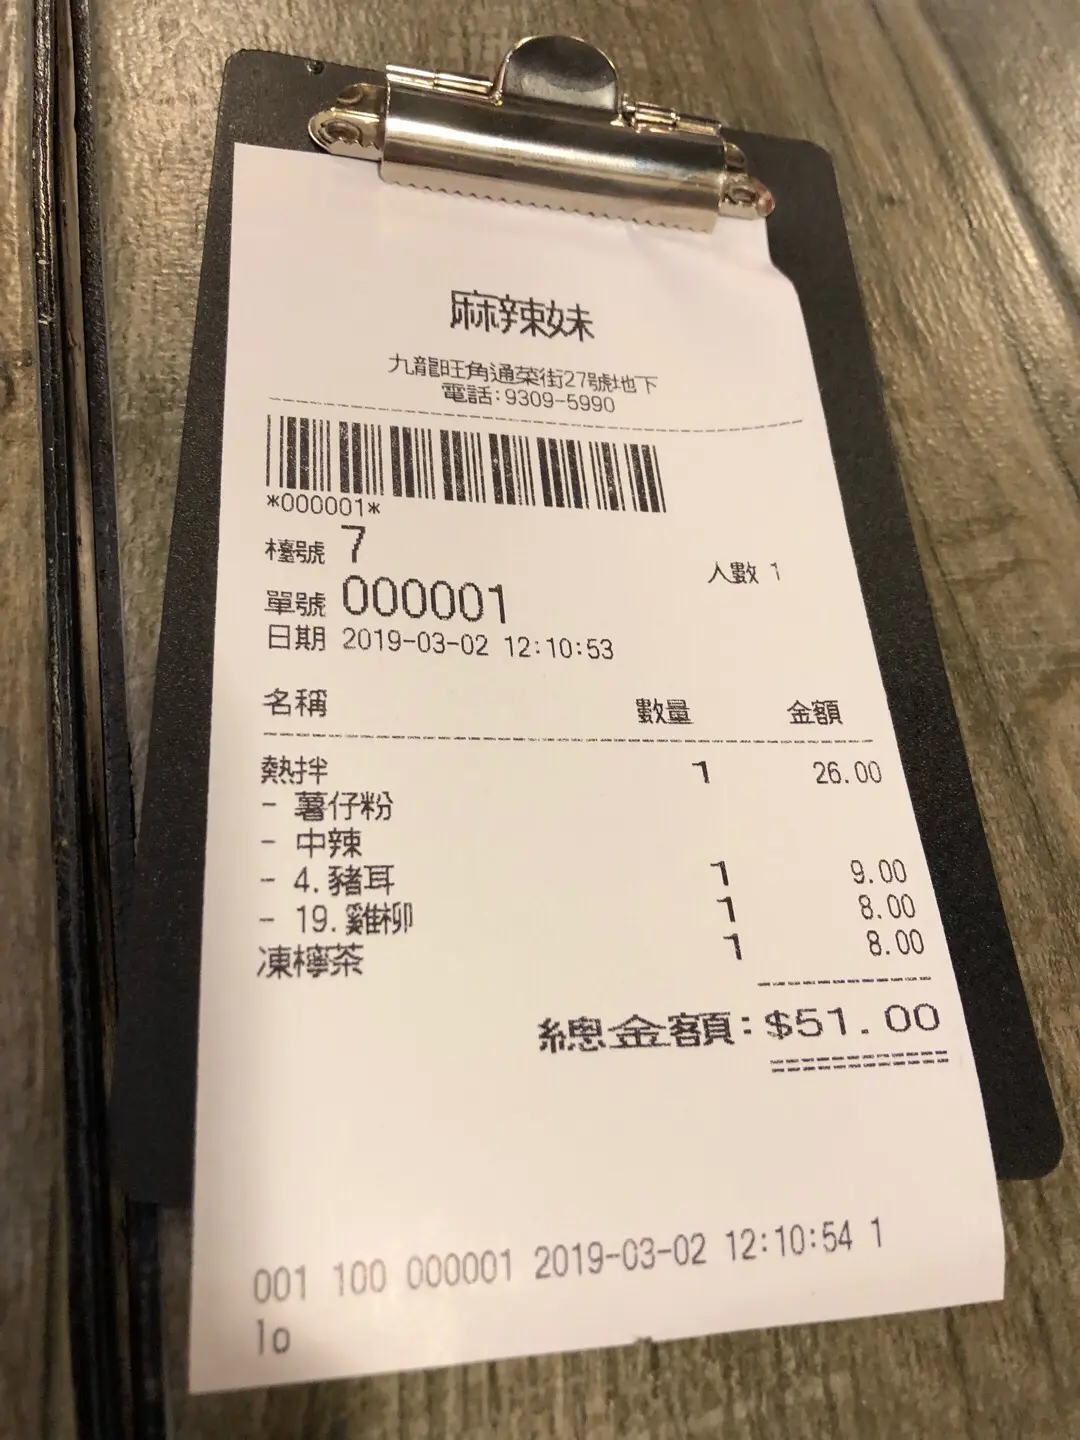 麻辣妹
九龍旺角通菜街27號地下
電話:9309-5990
*000001*
檯號 7
人數 1
單號 000001
日期 2019-03-02 12:10:53
名稱 數量 金額
熱拌 1 26.00
- 薯仔粉
- 中辣
- 4.豬耳 1 9.00
- 19.雞柳 1 8.00
凍檸茶 1 8.00
總金額:$51.00
001 100 000001 2019-03-02 12:10:54 1
lo